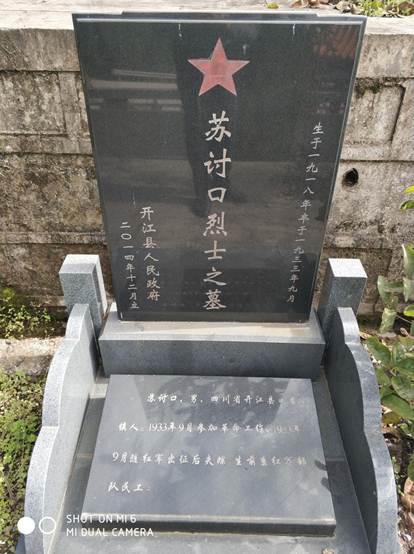 苏讨口烈士之墓
生于一九一八年卒于一九三三年九月
开江县人民政府
二〇一四年十二月立
苏讨口，男，四川省开江县
镇人。1933年9月参加革命工作，
9月随红军出征后失踪 生前系红
队民工。
SHOT ON MI 6
MI DUAL CAMERA